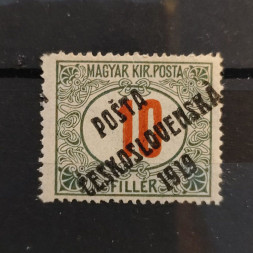 MAGYAR KIR. POSTA
10
FILLÉR
POŠTA
ČESKOSLOVENSKÁ
1919